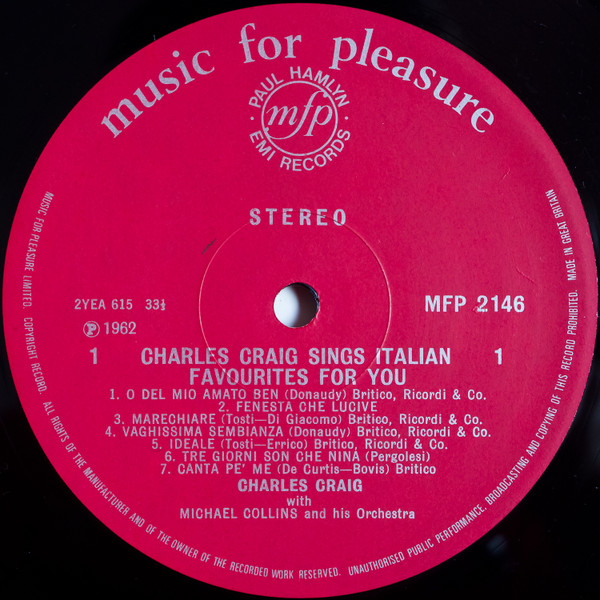 music for pleasure
PAUL HAMLYN
mfp
EMI RECORDS
STEREO
2YEA 615 33⅓
MFP 2146
Ⓟ 1962
1 CHARLES CRAIG SINGS ITALIAN 1
FAVOURITES FOR YOU
1. O DEL MIO AMATO BEN (Donaudy) Britico, Ricordi & Co.
2. FENESTA CHE LUCIVE
3. MARECHIARE (Tosti—Di Giacomo) Britico, Ricordi & Co.
4. VAGHISSIMA SEMBIANZA (Donaudy) Britico, Ricordi & Co.
5. IDEALE (Tosti—Errico) Britico, Ricordi & Co.
6. TRE GIORNI SON CHE NINA (Pergolesi)
7. CANTA PE' ME (De Curtis—Bovis) Britico
CHARLES CRAIG
with
MICHAEL COLLINS and his Orchestra
MUSIC FOR PLEASURE LIMITED. COPYRIGHT RECORD. ALL RIGHTS OF THE MANUFACTURER AND OF THE OWNER OF THE RECORDED WORK RESERVED. UNAUTHORISED PUBLIC PERFORMANCE, BROADCASTING AND COPYING OF THIS RECORD PROHIBITED. MADE IN GREAT BRITAIN